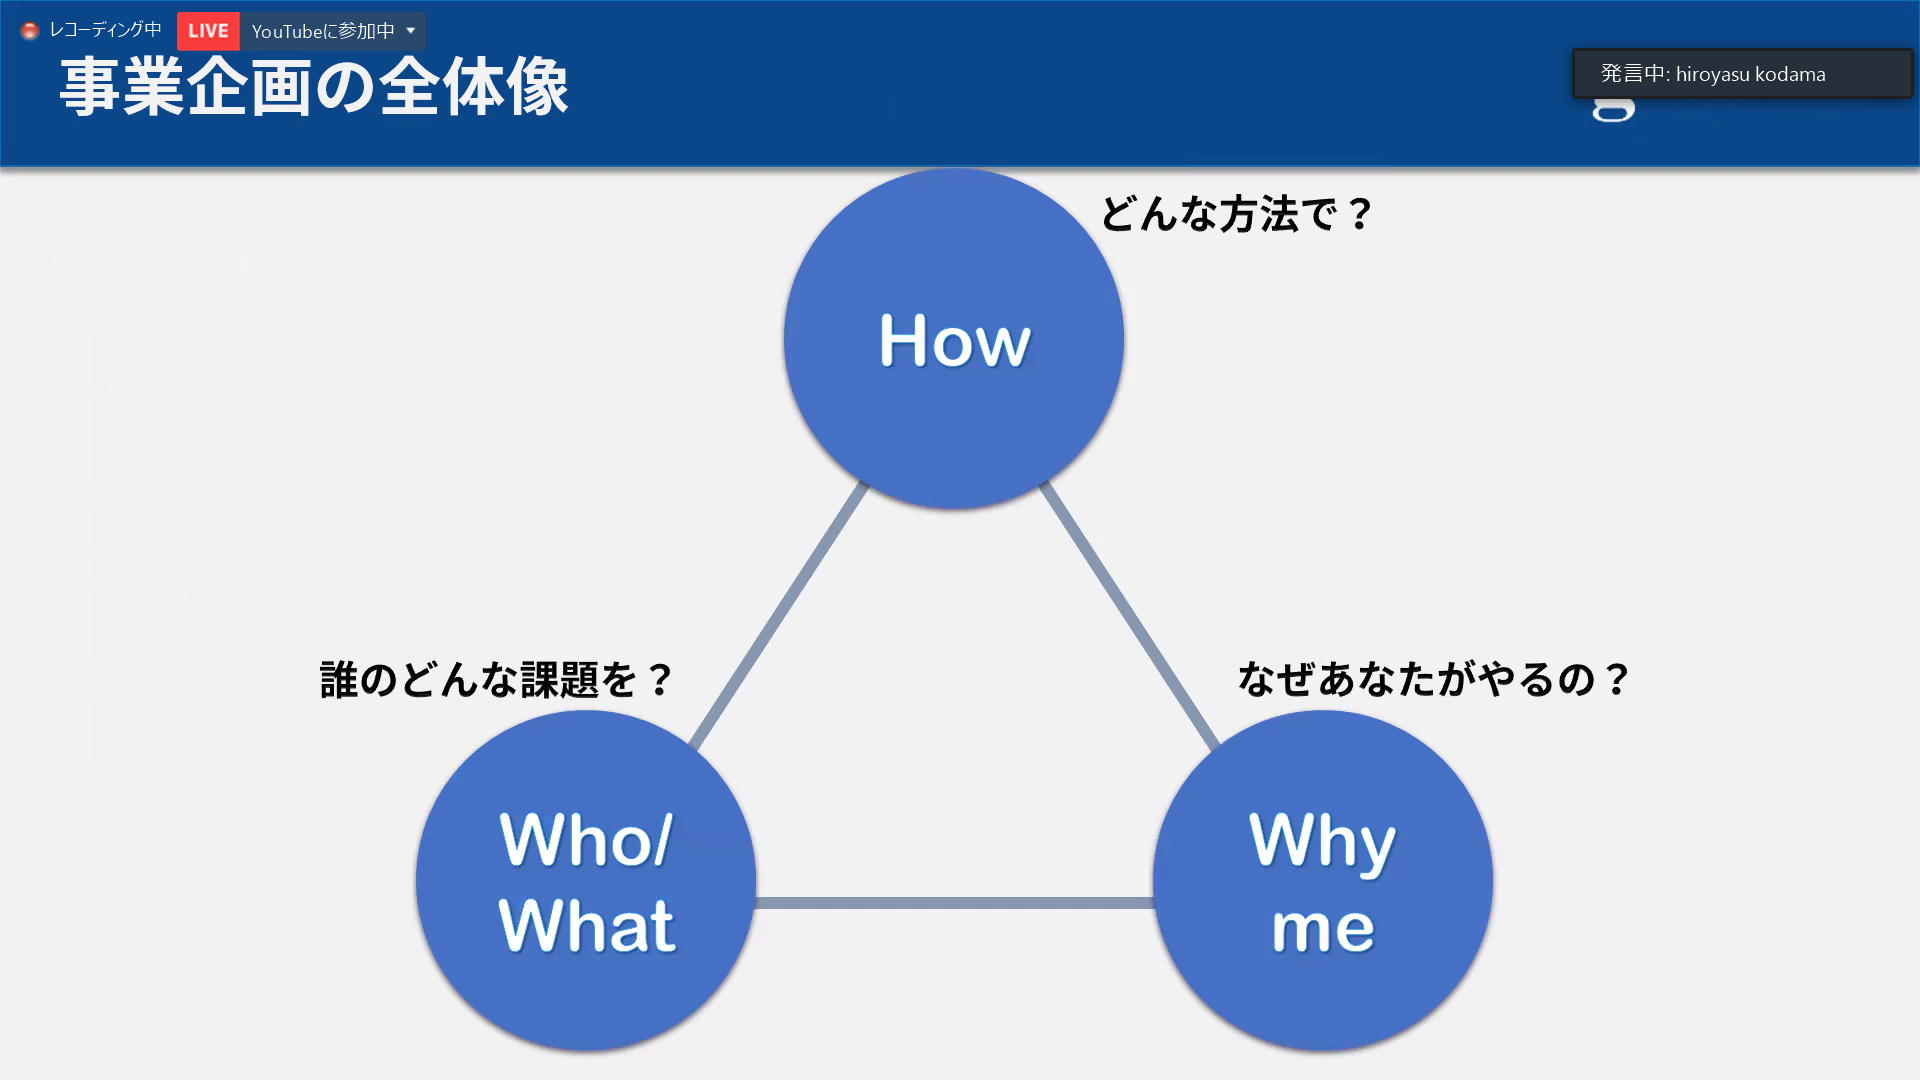 レコーディング中 LIVE YouTubeに参加中
事業企画の全体像
発言中: hiroyasu kodama
どんな方法で？
How
誰のどんな課題を？
なぜあなたがやるの？
Who/
What
Why
me